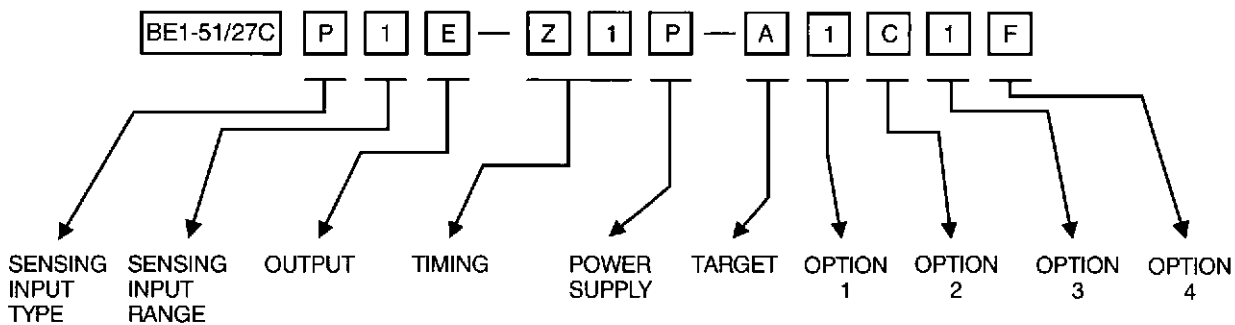 BE1-51/27C P 1 E — Z 1 P — A 1 C 1 F
SENSING INPUT TYPE
SENSING INPUT RANGE
OUTPUT
TIMING
POWER SUPPLY
TARGET
OPTION 1
OPTION 2
OPTION 3
OPTION 4